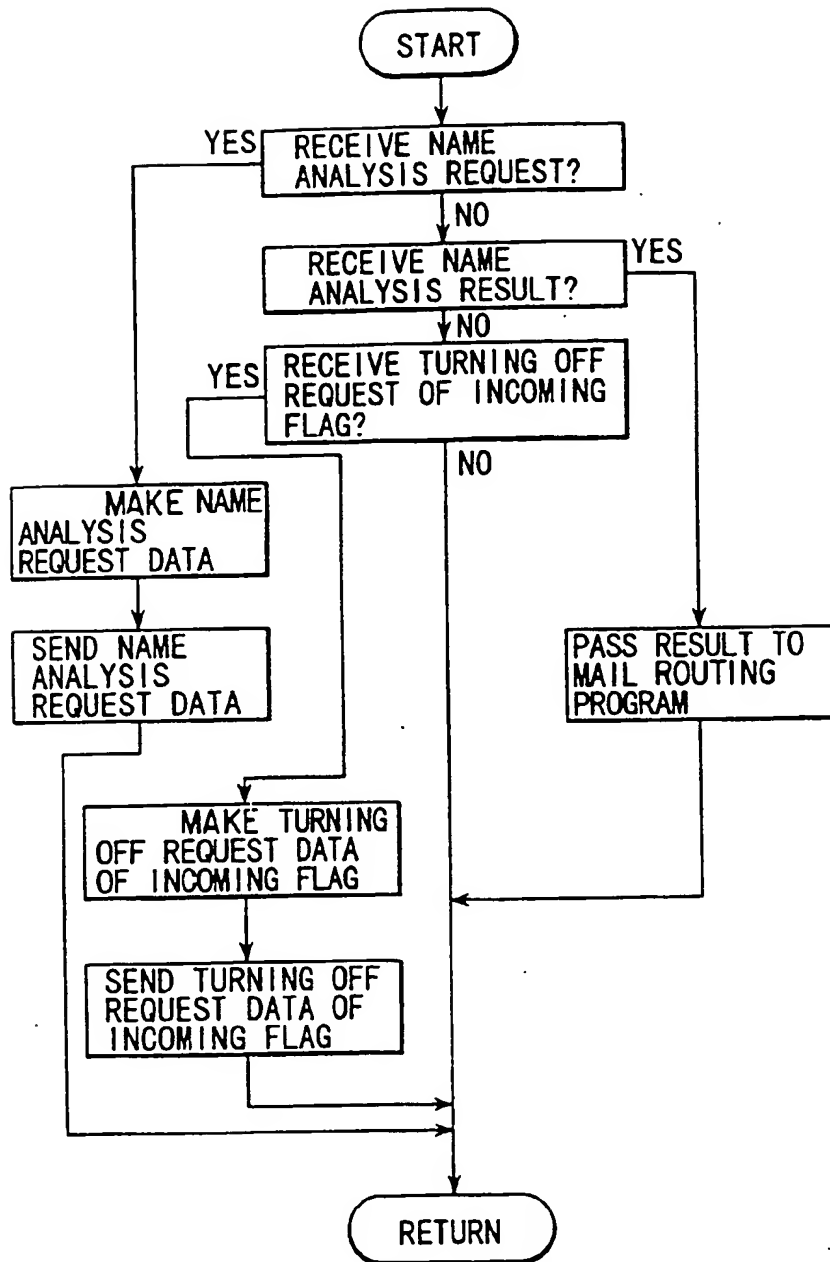 START
YES
RECEIVE NAME
ANALYSIS REQUEST?
NO
RECEIVE NAME
ANALYSIS RESULT?
YES
NO
YES
RECEIVE TURNING OFF
REQUEST OF INCOMING
FLAG?
NO
MAKE NAME
ANALYSIS
REQUEST DATA
SEND NAME
ANALYSIS
REQUEST DATA
PASS RESULT TO
MAIL ROUTING
PROGRAM
MAKE TURNING
OFF REQUEST DATA
OF INCOMING FLAG
SEND TURNING OFF
REQUEST DATA OF
INCOMING FLAG
RETURN